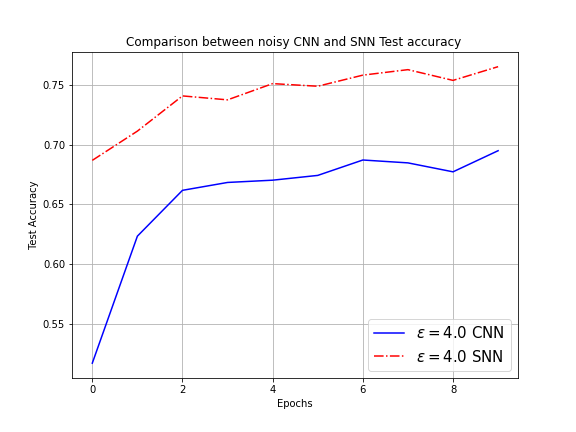 Comparison between noisy CNN and SNN Test accuracy
Test Accuracy
0.75
0.70
0.65
0.60
0.55
0 2 4 6 8
Epochs
ε = 4.0 CNN
ε = 4.0 SNN